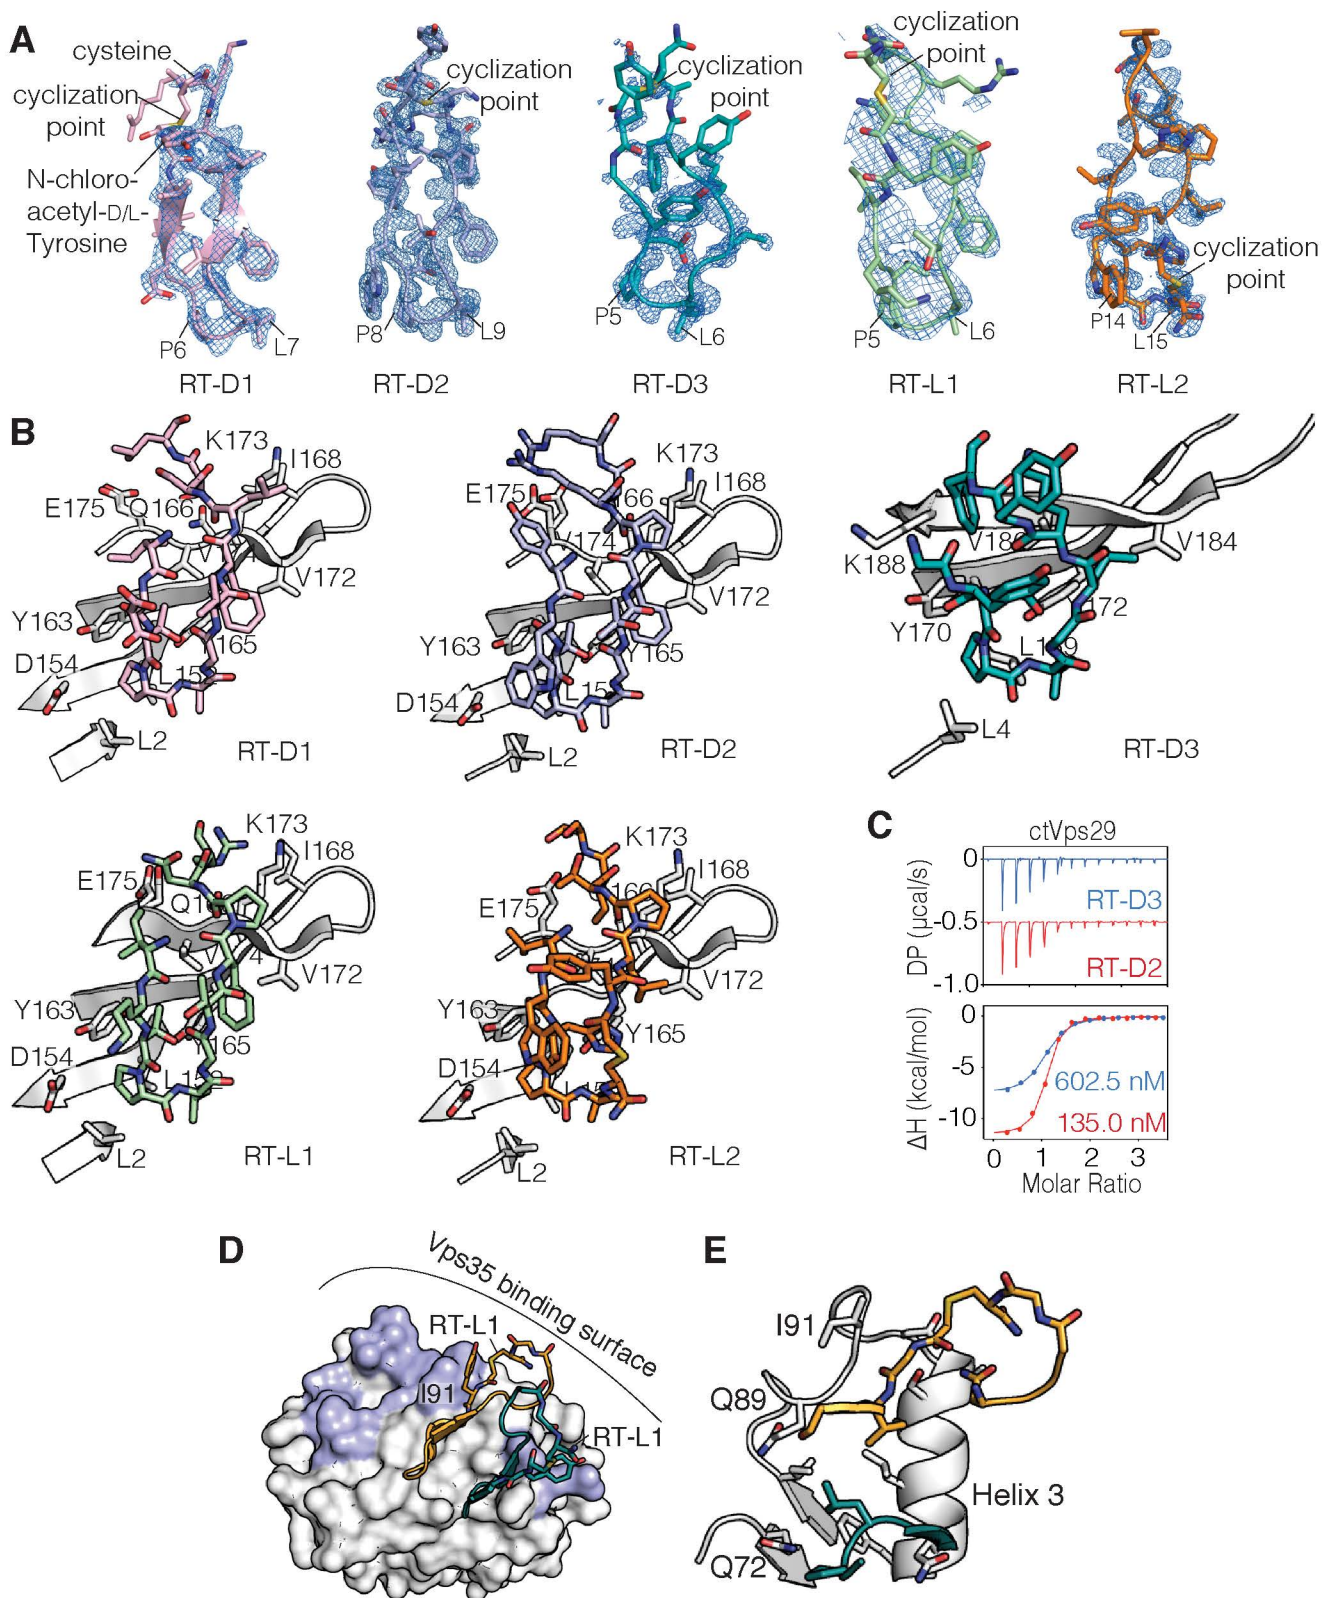 A
cysteine
cyclization
point
N-chloro-
acetyl-D/L-
Tyrosine
P6
L7
RT-D1
cyclization
point
P8
L9
RT-D2
cyclization
point
P5
L6
RT-D3
cyclization
point
P5
L6
RT-L1
cyclization
point
P14
L15
RT-L2
B
K173
I168
E175
Q166
V172
Y163
165
D154
L2
RT-D1
K173
I168
E175
V174
V172
Y163
Y165
D154
L2
RT-D2
K188
V184
Y170
L4
RT-D3
K173
I168
E175
V172
Y163
Y165
D154
L2
RT-L1
K173
I168
E175
V172
Y163
Y165
D154
L2
RT-L2
C
ctVps29
DP (µcal/s)
0
-0.5
-1.0
RT-D3
RT-D2
ΔH (kcal/mol)
0
-5
-10
602.5 nM
135.0 nM
0 1 2 3
Molar Ratio
D
Vps35 binding surface
RT-L1
I91
RT-L1
E
I91
Q89
Helix 3
Q72